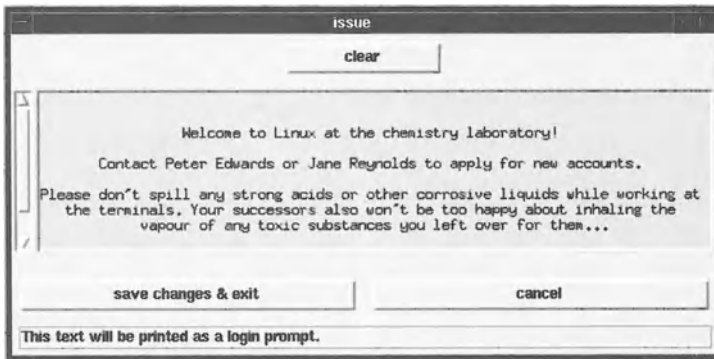 issue
clear
Welcome to Linux at the chemistry laboratory!
Contact Peter Edwards or Jane Reynolds to apply for new accounts.
Please don't spill any strong acids or other corrosive liquids while working at
the terminals. Your successors also won't be too happy about inhaling the
vapour of any toxic substances you left over for them...
save changes & exit
cancel
This text will be printed as a login prompt.